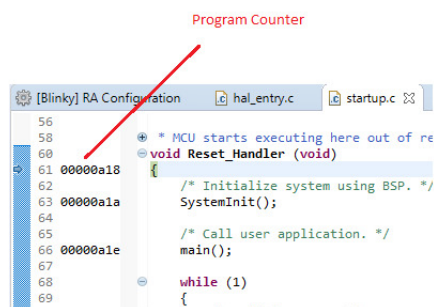 Program Counter
[Blinky] RA Configuration hal_entry.c startup.c
56
58 * MCU starts executing here out of re
60 void Reset_Handler (void)
61 00000a18 {
62 /* Initialize system using BSP. */
63 00000a1a SystemInit();
64
65 /* Call user application. */
66 00000a1e main();
67
68 while (1)
69 {